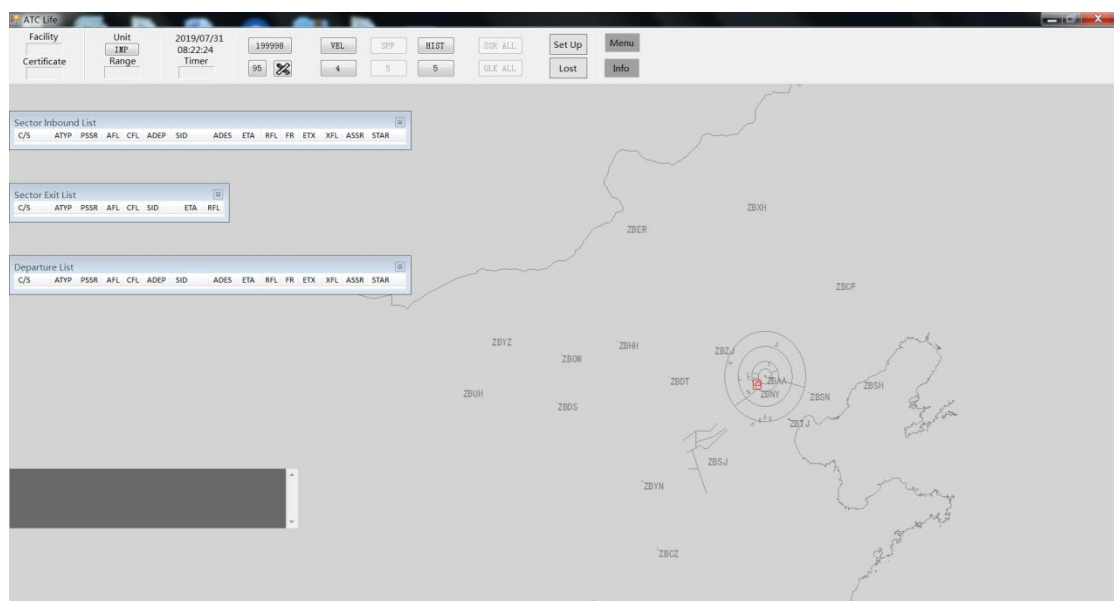 ATC Life
Facility
Unit
2019/07/31
199998
VEL
SPF
HIST
SSR ALL
Set Up
Menu
IMP
08:22:24
Certificate
Range
Timer
95
4
5
5
QLK ALL
Lost
Info
Sector Inbound List
C/S ATYP PSSR AFL CFL ADEP SID ADES ETA RFL FR ETX XFL ASSR STAR
Sector Exit List
C/S ATYP PSSR AFL CFL SID ETA RFL
Departure List
C/S ATYP PSSR AFL CFL ADEP SID ADES ETA RFL FR ETX XFL ASSR STAR
ZBXH
ZBER
ZBCF
ZBYZ
ZBHH
ZBZJ
ZBOW
ZBDT
ZBAA
ZBSH
ZBUH
ZBNY
ZBSN
ZBDS
ZBTJ
ZBSJ
ZBYN
ZBCZ